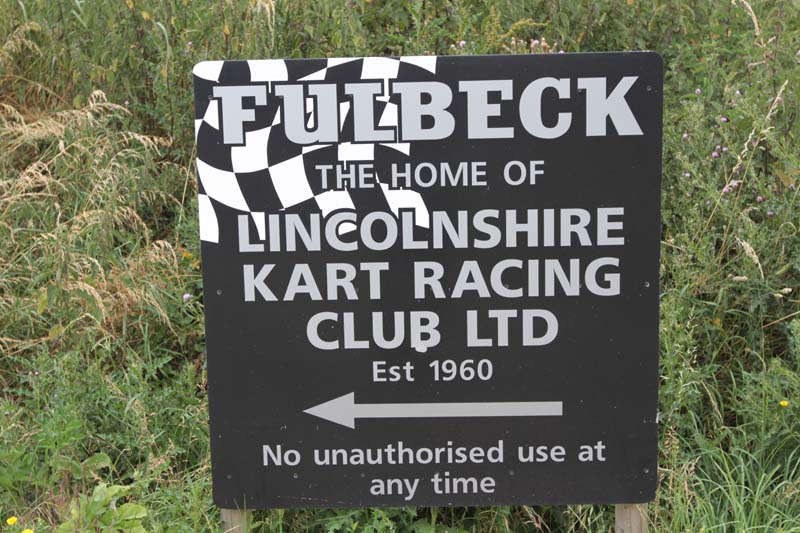 FULBECK
THE HOME OF
LINCOLNSHIRE
KART RACING
CLUB LTD
Est 1960
No unauthorised use at
any time